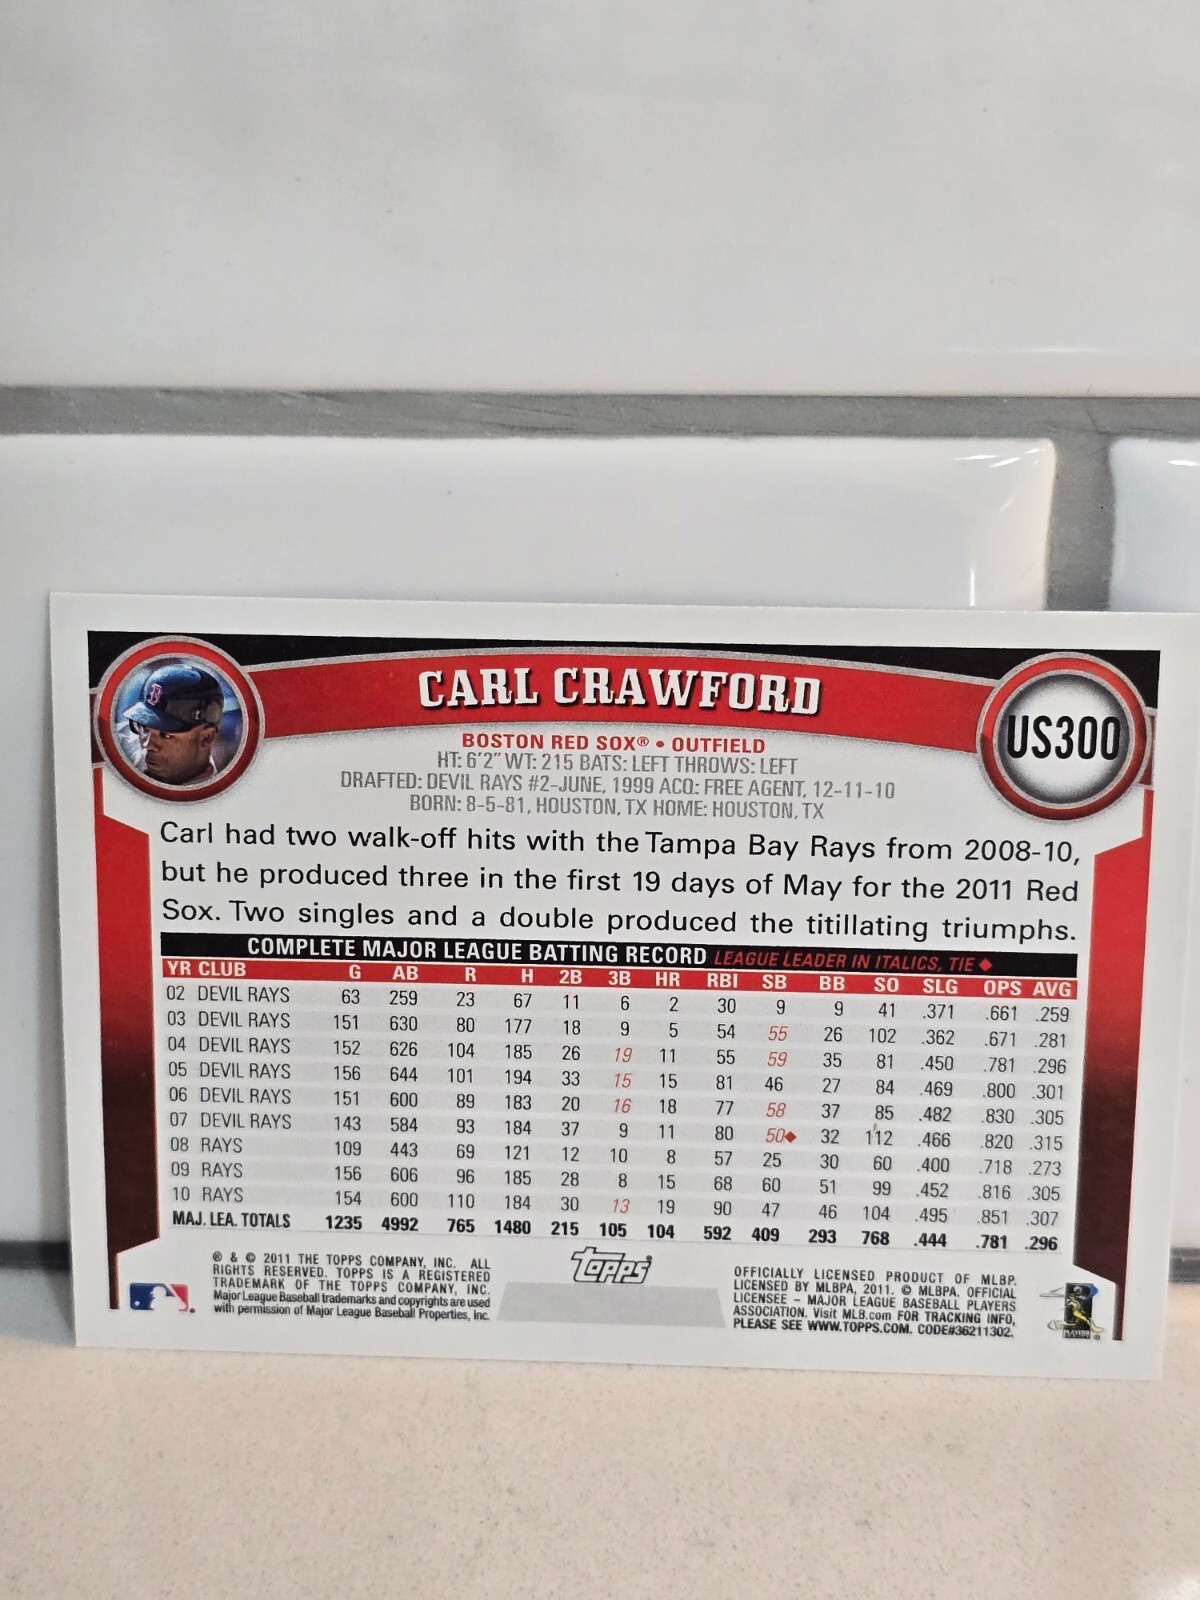 CARL CRAWFORD
US300
BOSTON RED SOX® • OUTFIELD
HT: 6'2" WT: 215 BATS: LEFT THROWS: LEFT
DRAFTED: DEVIL RAYS #2-JUNE, 1999 ACQ: FREE AGENT, 12-11-10
BORN: 8-5-81, HOUSTON, TX HOME: HOUSTON, TX
Carl had two walk-off hits with the Tampa Bay Rays from 2008-10,
but he produced three in the first 19 days of May for the 2011 Red
Sox. Two singles and a double produced the titillating triumphs.
COMPLETE MAJOR LEAGUE BATTING RECORD LEAGUE LEADER IN ITALICS, TIE ◆
YR CLUB G AB R H 2B 3B HR RBI SB BB SO SLG OPS AVG
02 DEVIL RAYS 63 259 23 67 11 6 2 30 9 9 41 .371 .661 .259
03 DEVIL RAYS 151 630 80 177 18 9 5 54 55 26 102 .362 .671 .281
04 DEVIL RAYS 152 626 104 185 26 19 11 55 59 35 81 .450 .781 .296
05 DEVIL RAYS 156 644 101 194 33 15 15 81 46 27 84 .469 .800 .301
06 DEVIL RAYS 151 600 89 183 20 16 18 77 58 37 85 .482 .830 .305
07 DEVIL RAYS 143 584 93 184 37 9 11 80 50◆ 32 112 .466 .820 .315
08 RAYS 109 443 69 121 12 10 8 57 25 30 60 .400 .718 .273
09 RAYS 156 606 96 185 28 8 15 68 60 51 99 .452 .816 .305
10 RAYS 154 600 110 184 30 13 19 90 47 46 104 .495 .851 .307
MAJ. LEA. TOTALS 1235 4992 765 1480 215 105 104 592 409 293 768 .444 .781 .296
® & © 2011 THE TOPPS COMPANY, INC. ALL
RIGHTS RESERVED. TOPPS IS A REGISTERED
TRADEMARK OF THE TOPPS COMPANY, INC.
Major League Baseball trademarks and copyrights are used
with permission of Major League Baseball Properties, Inc.
Topps®
OFFICIALLY LICENSED PRODUCT OF MLBP.
LICENSED BY MLBPA, 2011. © MLBPA. OFFICIAL
LICENSEE – MAJOR LEAGUE BASEBALL PLAYERS
ASSOCIATION. Visit MLB.com FOR TRACKING INFO,
PLEASE SEE WWW.TOPPS.COM. CODE#36211302.